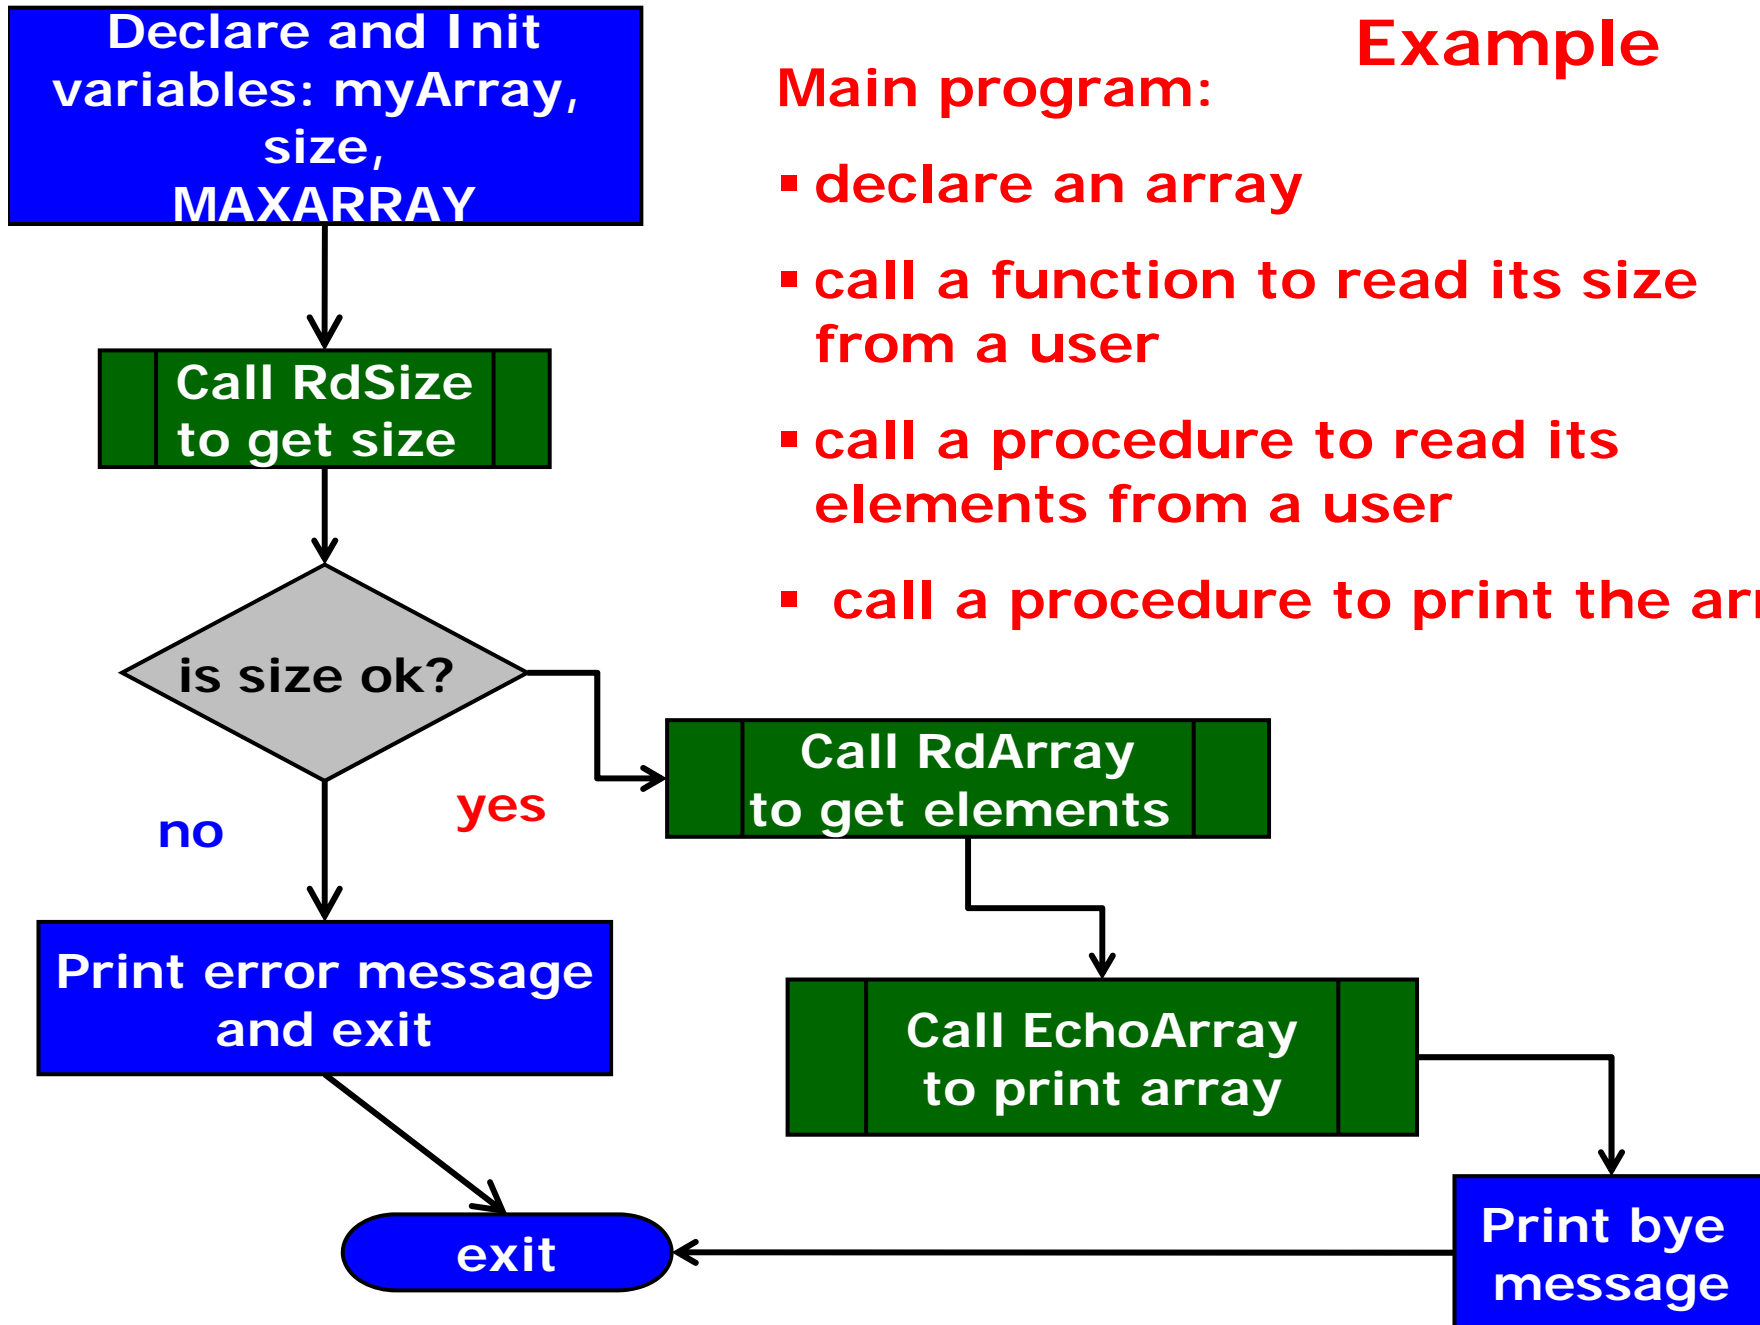 Example
Declare and Init
variables: myArray,
size,
MAXARRAY
Main program:
▪ declare an array
▪ call a function to read its size
from a user
▪ call a procedure to read its
elements from a user
▪ call a procedure to print the
Call RdSize
to get size
is size ok?
yes
no
Call RdArray
to get elements
Print error message
and exit
Call EchoArray
to print array
Print bye
message
exit